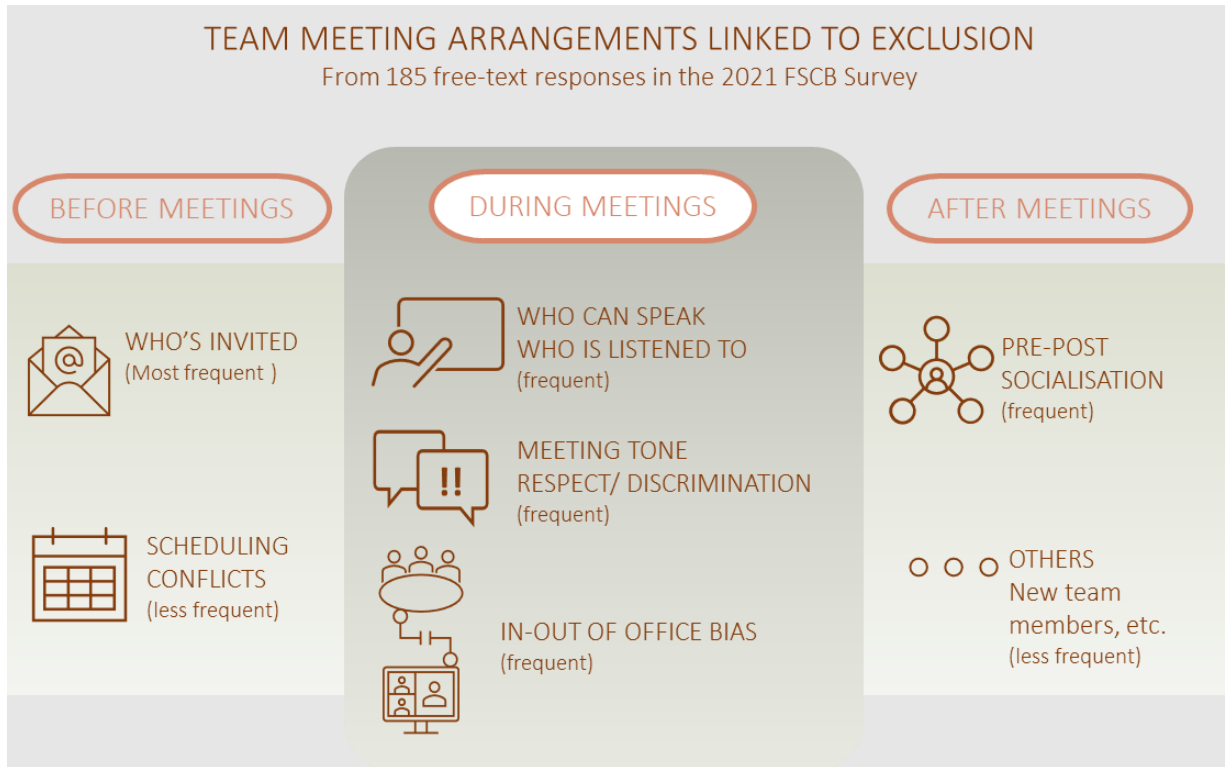 TEAM MEETING ARRANGEMENTS LINKED TO EXCLUSION
From 185 free-text responses in the 2021 FSCB Survey
BEFORE MEETINGS
WHO'S INVITED
(Most frequent )
SCHEDULING
CONFLICTS
(less frequent)
DURING MEETINGS
WHO CAN SPEAK
WHO IS LISTENED TO
(frequent)
MEETING TONE
RESPECT/ DISCRIMINATION
(frequent)
IN-OUT OF OFFICE BIAS
(frequent)
AFTER MEETINGS
PRE-POST
SOCIALISATION
(frequent)
OTHERS
New team
members, etc.
(less frequent)
@
!!